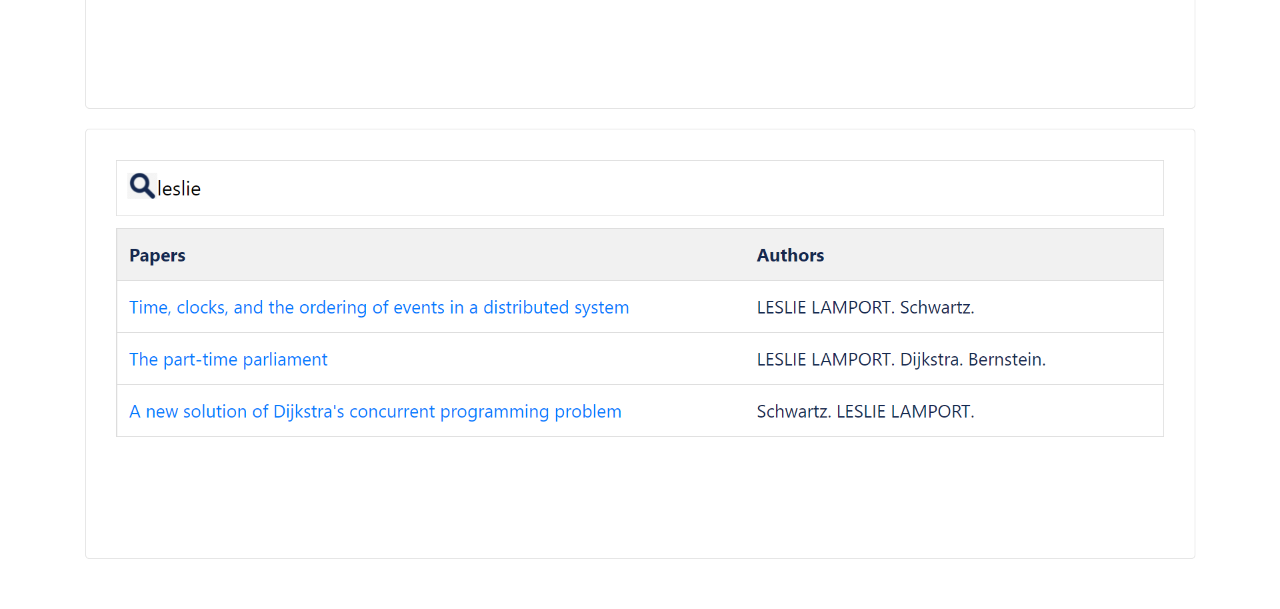 leslie
Papers Authors
Time, clocks, and the ordering of events in a distributed system LESLIE LAMPORT. Schwartz.
The part-time parliament LESLIE LAMPORT. Dijkstra. Bernstein.
A new solution of Dijkstra's concurrent programming problem Schwartz. LESLIE LAMPORT.